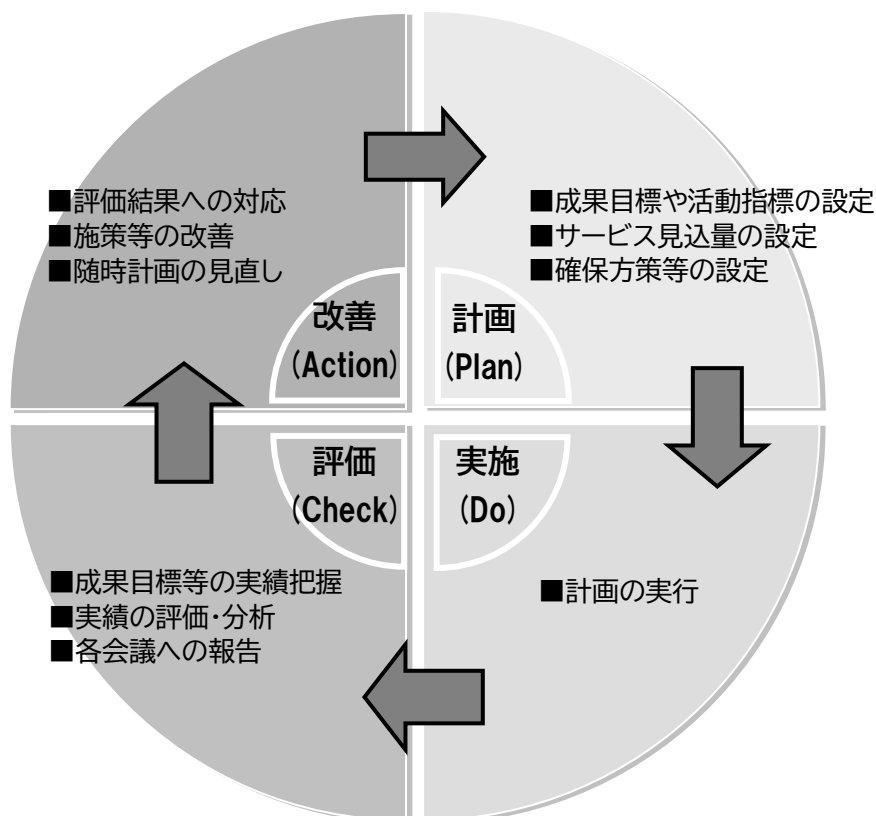 ■評価結果への対応
■施策等の改善
■随時計画の見直し
改善
(Action)
■成果目標や活動指標の設定
■サービス見込量の設定
■確保方策等の設定
計画
(Plan)
評価
(Check)
■成果目標等の実績把握
■実績の評価・分析
■各会議への報告
実施
(Do)
■計画の実行